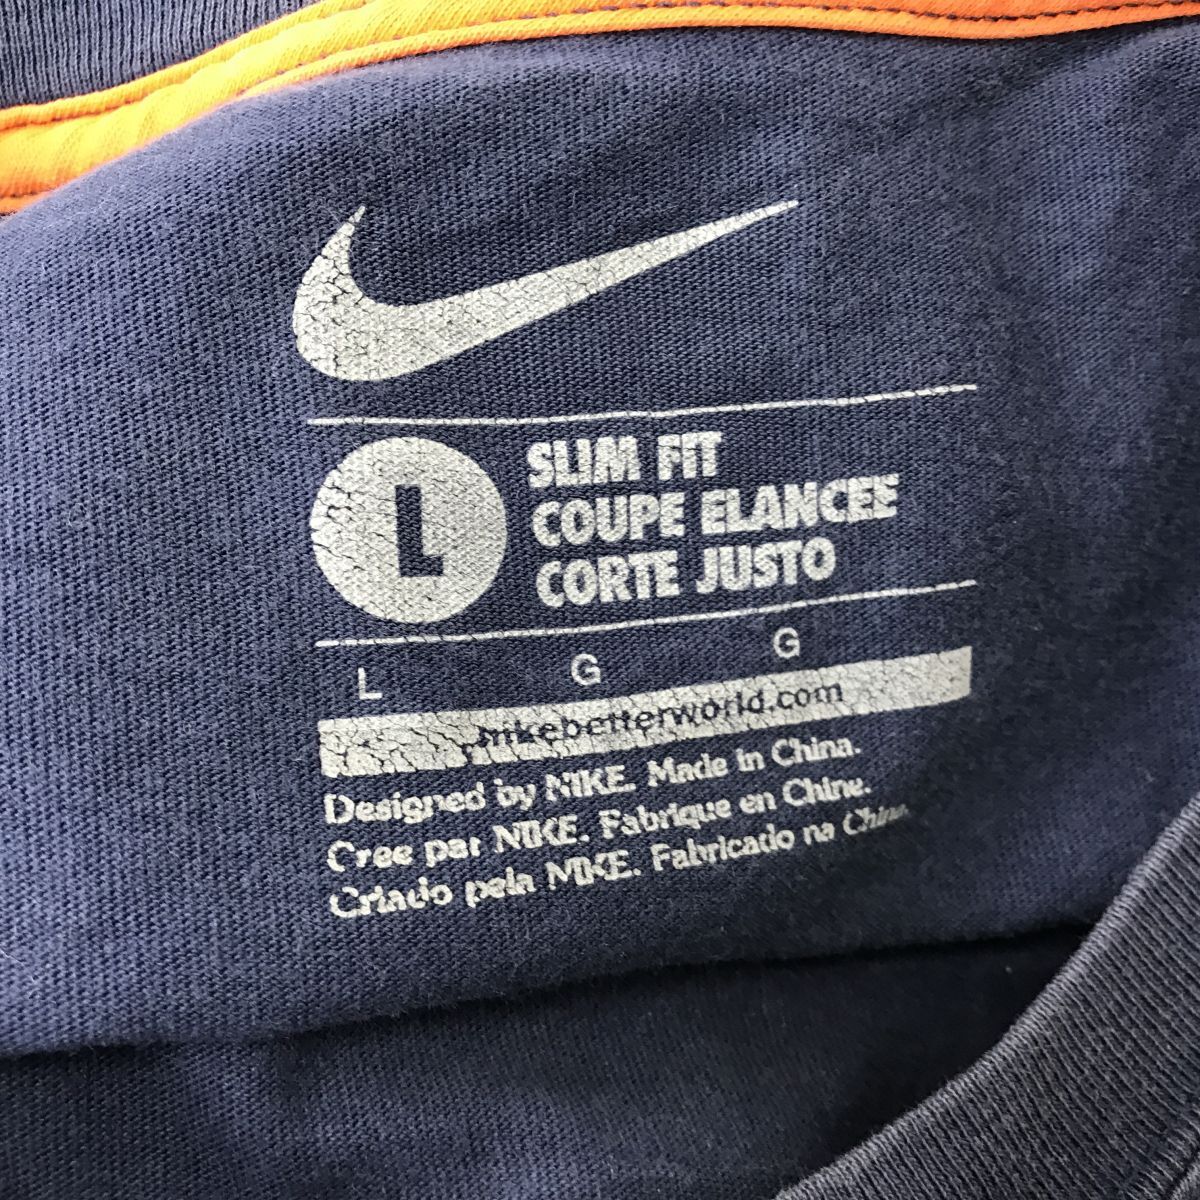 L
SLIM FIT
COUPE ELANCEE
CORTE JUSTO
L G G
nikebetterworld.com
Designed by NIKE. Made in China.
Cree par NIKE. Fabrique en Chine.
Criado pela NIKE. Fabricado na China.